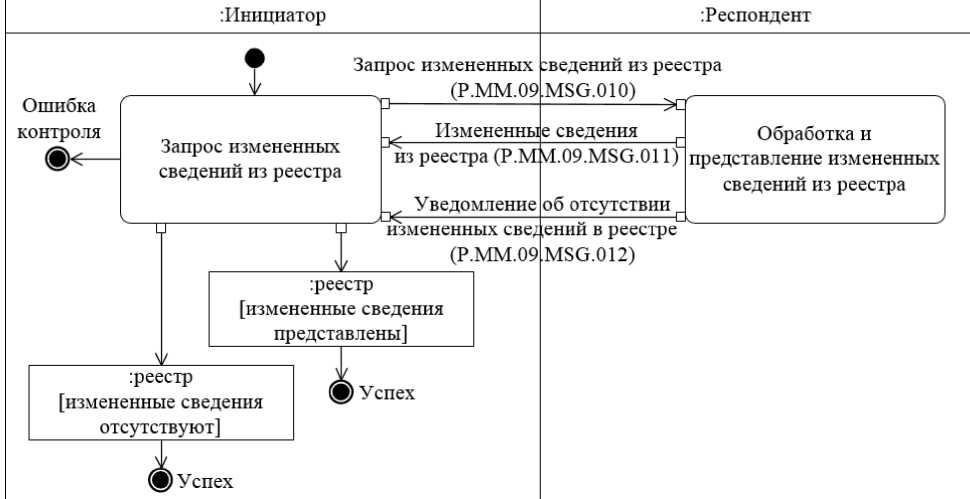 :Инициатор
:Респондент
Запрос измененных сведений из реестра
(P.MM.09.MSG.010)
Ошибка
контроля
Запрос измененных
сведений из реестра
Измененные сведения
из реестра (P.MM.09.MSG.011)
Обработка и
представление измененных
сведений из реестра
Уведомление об отсутствии
измененных сведений в реестре
(P.MM.09.MSG.012)
:реестр
[измененные сведения
представлены]
Успех
:реестр
[измененные сведения
отсутствуют]
Успех